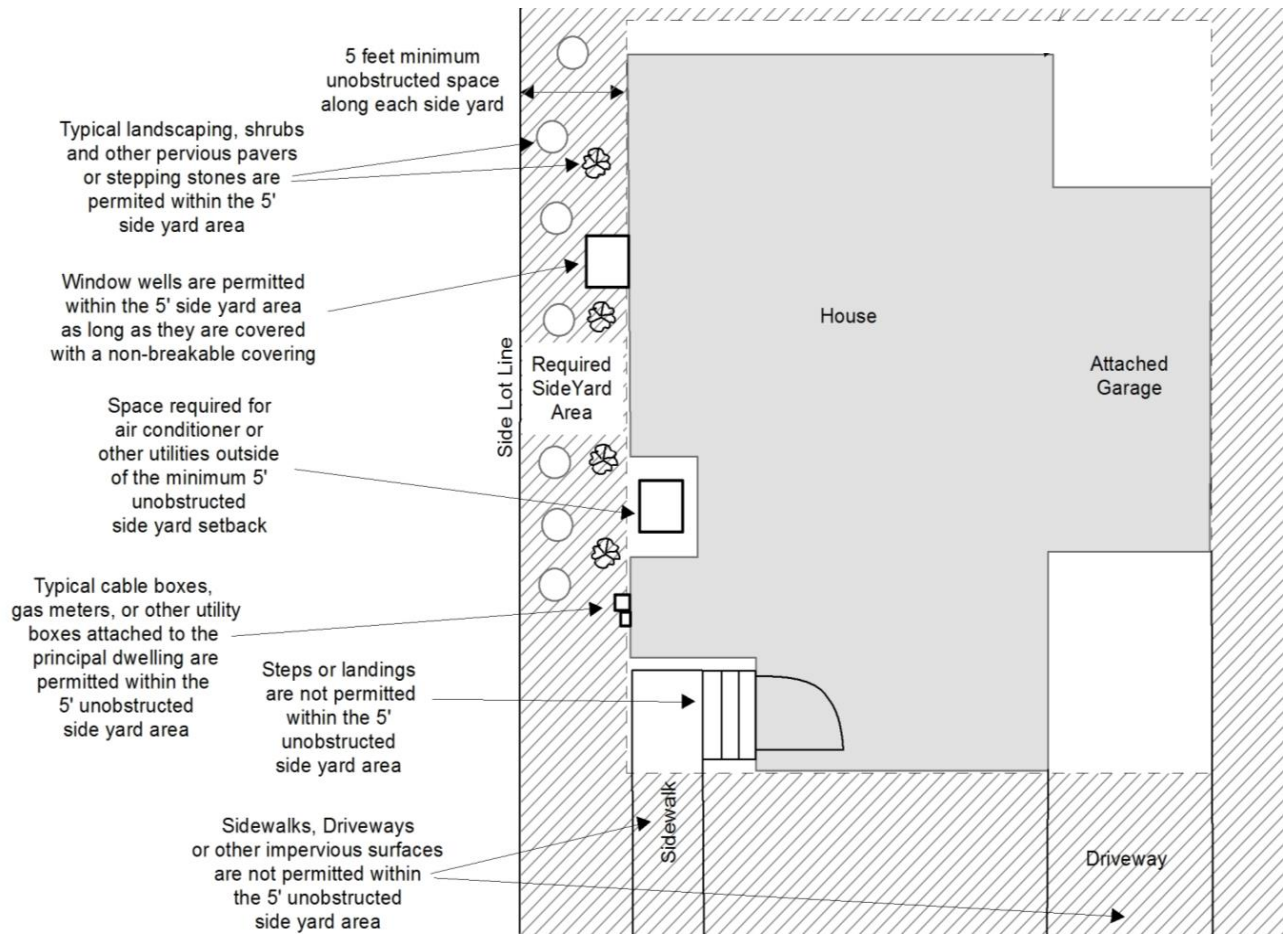 5 feet minimum
unobstructed space
along each side yard
Typical landscaping, shrubs
and other pervious pavers
or stepping stones are
permited within the 5'
side yard area
Window wells are permitted
within the 5' side yard area
as long as they are covered
with a non-breakable covering
Space required for
air conditioner or
other utilities outside
of the minimum 5'
unobstructed
side yard setback
Typical cable boxes,
gas meters, or other utility
boxes attached to the
principal dwelling are
permitted within the
5' unobstructed
side yard area
Steps or landings
are not permitted
within the 5'
unobstructed
side yard area
Sidewalks, Driveways
or other impervious surfaces
are not permitted within
the 5' unobstructed
side yard area
Side Lot Line
Required
SideYard
Area
House
Attached
Garage
Sidewalk
Driveway